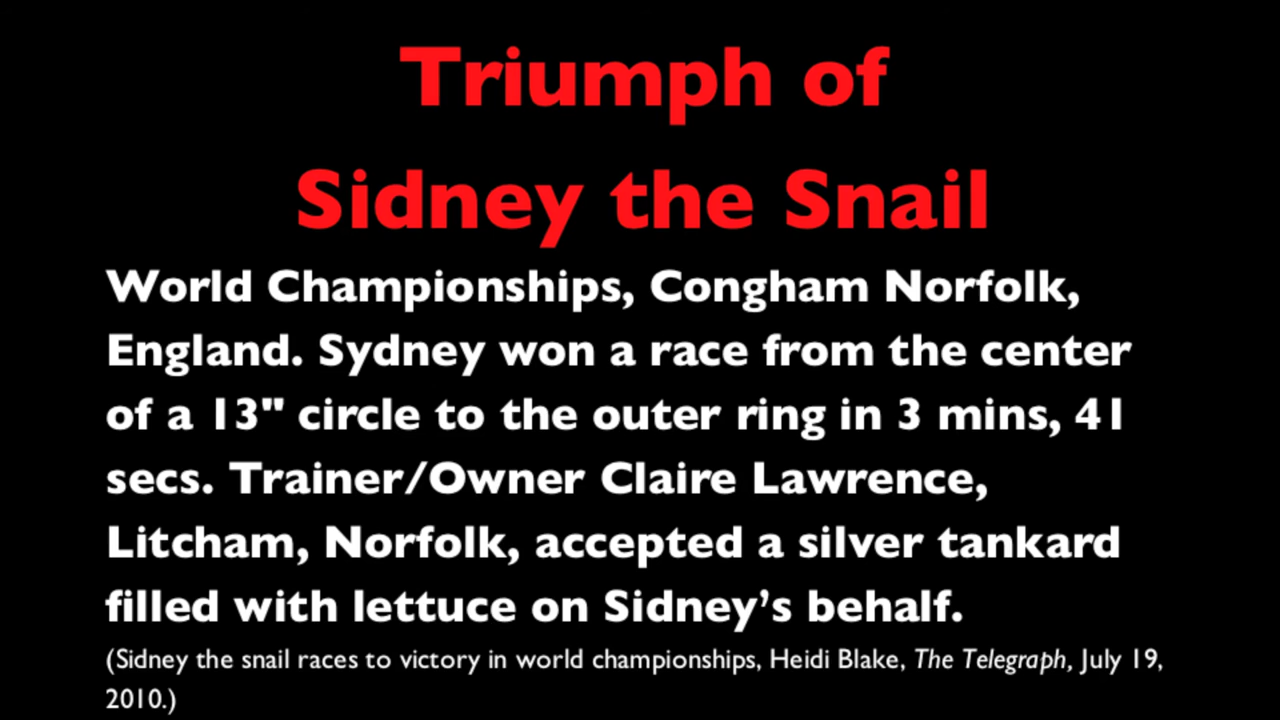 Triumph of
Sidney the Snail
World Championships, Congham Norfolk,
England. Sydney won a race from the center
of a 13" circle to the outer ring in 3 mins, 41
secs. Trainer/Owner Claire Lawrence,
Litcham, Norfolk, accepted a silver tankard
filled with lettuce on Sidney’s behalf.
(Sidney the snail races to victory in world championships, Heidi Blake, The Telegraph, July 19,
2010.)